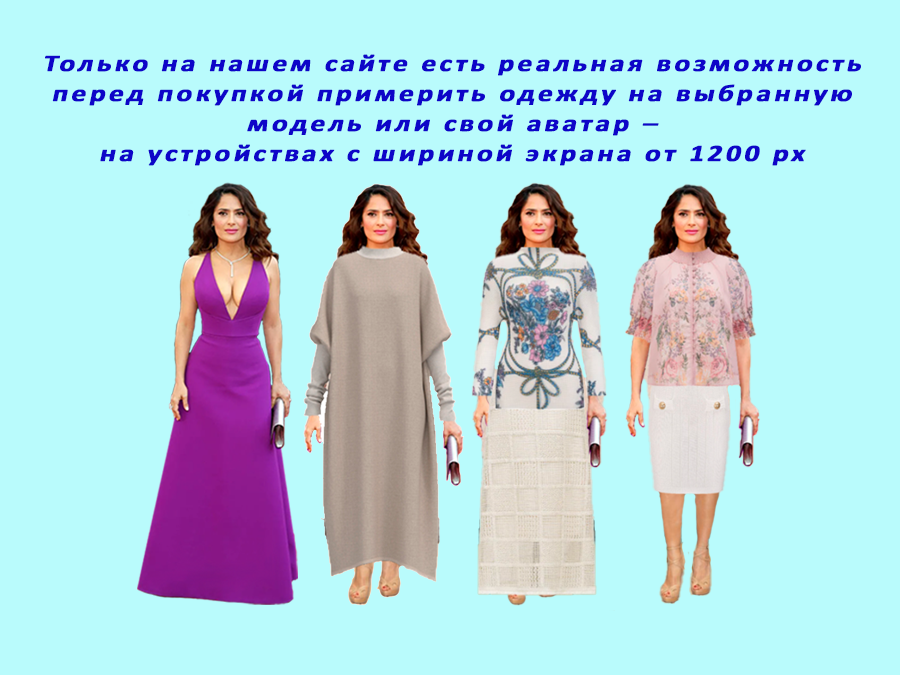 Только на нашем сайте есть реальная возможность
перед покупкой примерить одежду на выбранную
модель или свой аватар –
на устройствах с шириной экрана от 1200 px